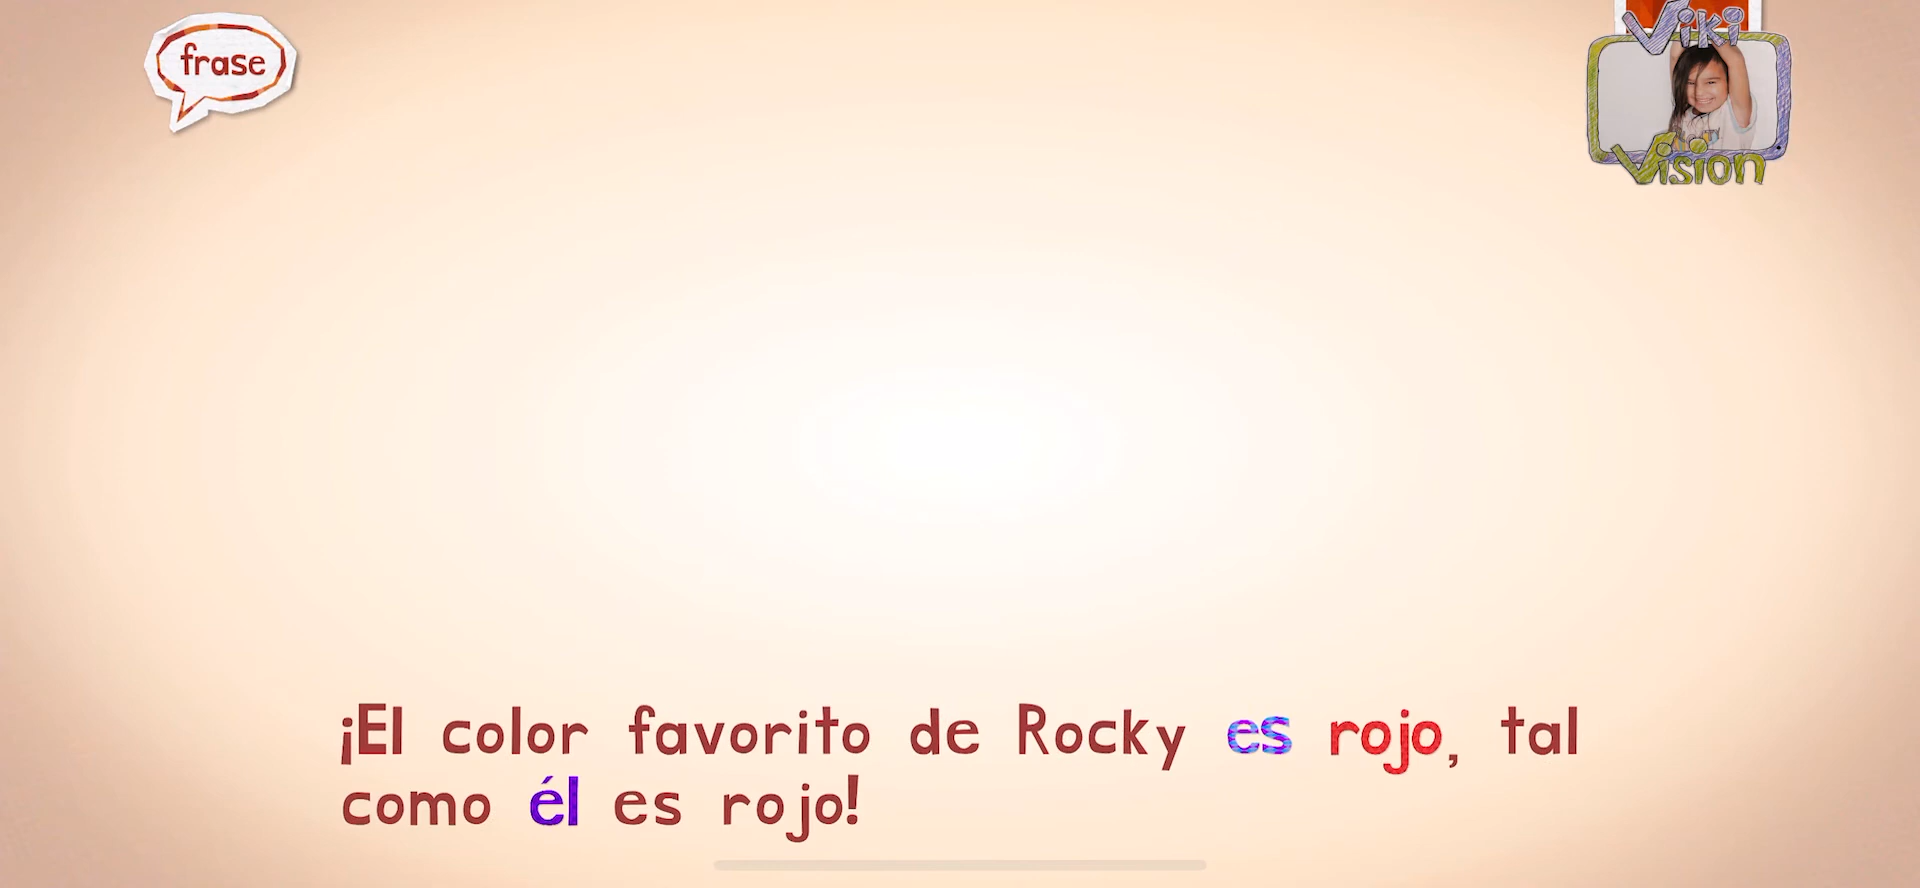 frase
Viki
Vision
¡El color favorito de Rocky es rojo, tal
como él es rojo!